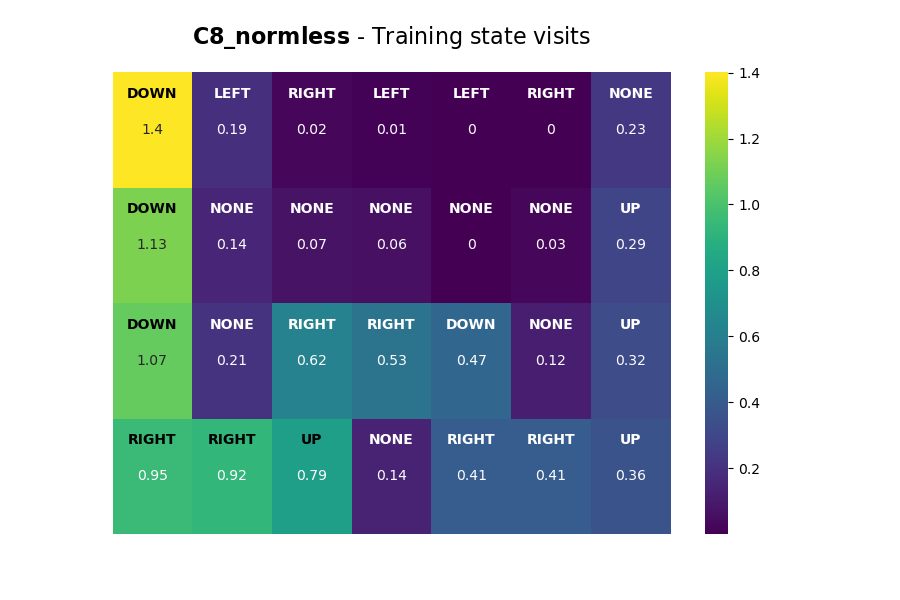 C8_normless - Training state visits
DOWN LEFT RIGHT LEFT LEFT RIGHT NONE
1.4 0.19 0.02 0.01 0 0 0.23
DOWN NONE NONE NONE NONE NONE UP
1.13 0.14 0.07 0.06 0 0.03 0.29
DOWN NONE RIGHT RIGHT DOWN NONE UP
1.07 0.21 0.62 0.53 0.47 0.12 0.32
RIGHT RIGHT UP NONE RIGHT RIGHT UP
0.95 0.92 0.79 0.14 0.41 0.41 0.36
1.4
1.2
1.0
0.8
0.6
0.4
0.2